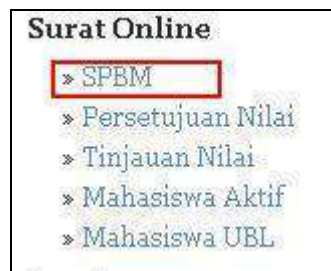 Surat Online
» SPBM
» Persetujuan Nilai
» Tinjauan Nilai
» Mahasiswa Aktif
» Mahasiswa UBL